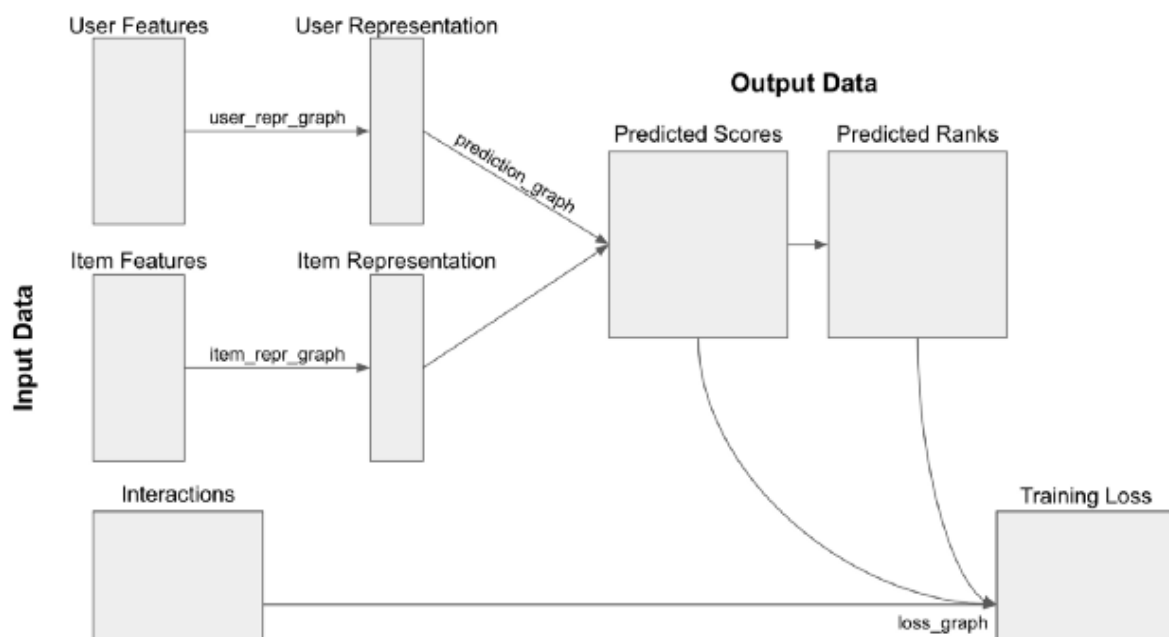 User Features
User Representation
user_repr_graph
prediction_graph
Output Data
Predicted Scores
Predicted Ranks
Input Data
Item Features
Item Representation
item_repr_graph
Interactions
Training Loss
loss_graph